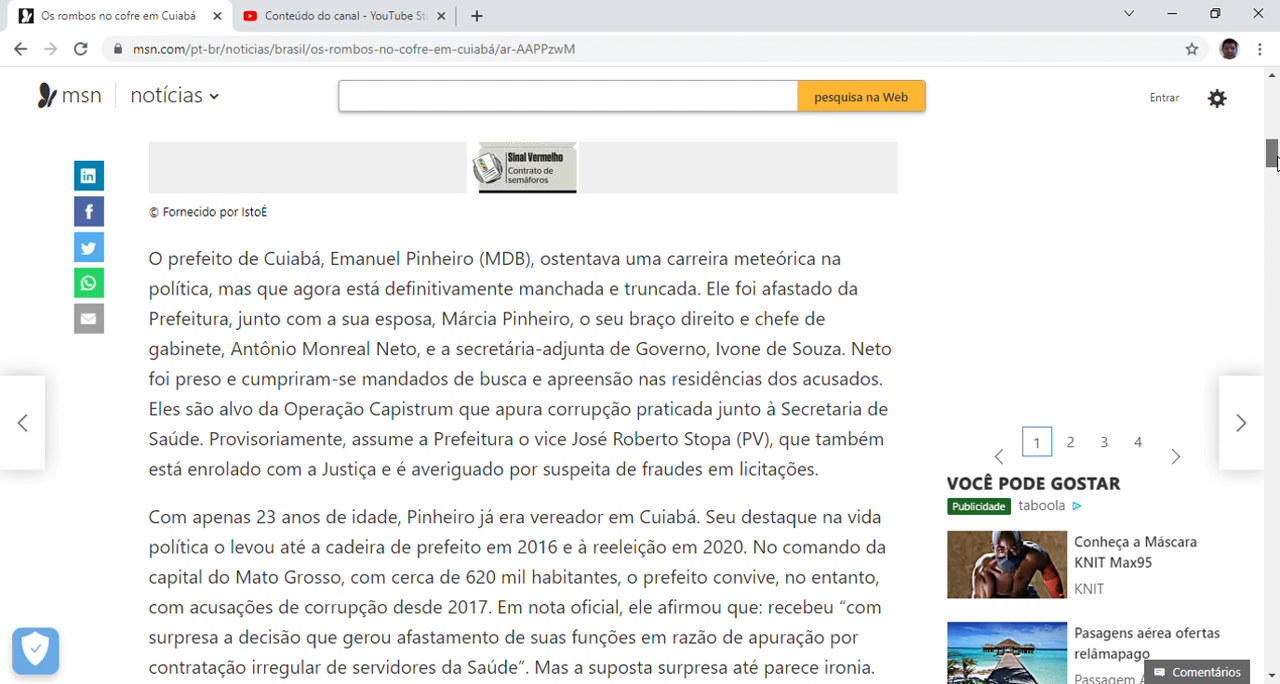 Os rombos no cofre em Cuiabá
Conteúdo do canal - YouTube St
msn.com/pt-br/noticias/brasil/os-rombos-no-cofre-em-cuiabá/ar-AAPPzwM
msn
notícias
pesquisa na Web
Entrar
Sinal Vermelho
Contrato de
semáforos
© Fornecido por IstoÉ
O prefeito de Cuiabá, Emanuel Pinheiro (MDB), ostentava uma carreira meteórica na
política, mas que agora está definitivamente manchada e truncada. Ele foi afastado da
Prefeitura, junto com a sua esposa, Márcia Pinheiro, o seu braço direito e chefe de
gabinete, Antônio Monreal Neto, e a secretária-adjunta de Governo, Ivone de Souza. Neto
foi preso e cumpriram-se mandados de busca e apreensão nas residências dos acusados.
Eles são alvo da Operação Capistrum que apura corrupção praticada junto à Secretaria de
Saúde. Provisoriamente, assume a Prefeitura o vice José Roberto Stopa (PV), que também
está enrolado com a Justiça e é averiguado por suspeita de fraudes em licitações.
Com apenas 23 anos de idade, Pinheiro já era vereador em Cuiabá. Seu destaque na vida
política o levou até a cadeira de prefeito em 2016 e à reeleição em 2020. No comando da
capital do Mato Grosso, com cerca de 620 mil habitantes, o prefeito convive, no entanto,
com acusações de corrupção desde 2017. Em nota oficial, ele afirmou que: recebeu “com
surpresa a decisão que gerou afastamento de suas funções em razão de apuração por
contratação irregular de servidores da Saúde”. Mas a suposta surpresa até parece ironia.
1 2 3 4
VOCÊ PODE GOSTAR
Publicidade taboola
Conheça a Máscara
KNIT Max95
KNIT
Pasagens aérea ofertas
relâmapago
Passagem A
Comentários